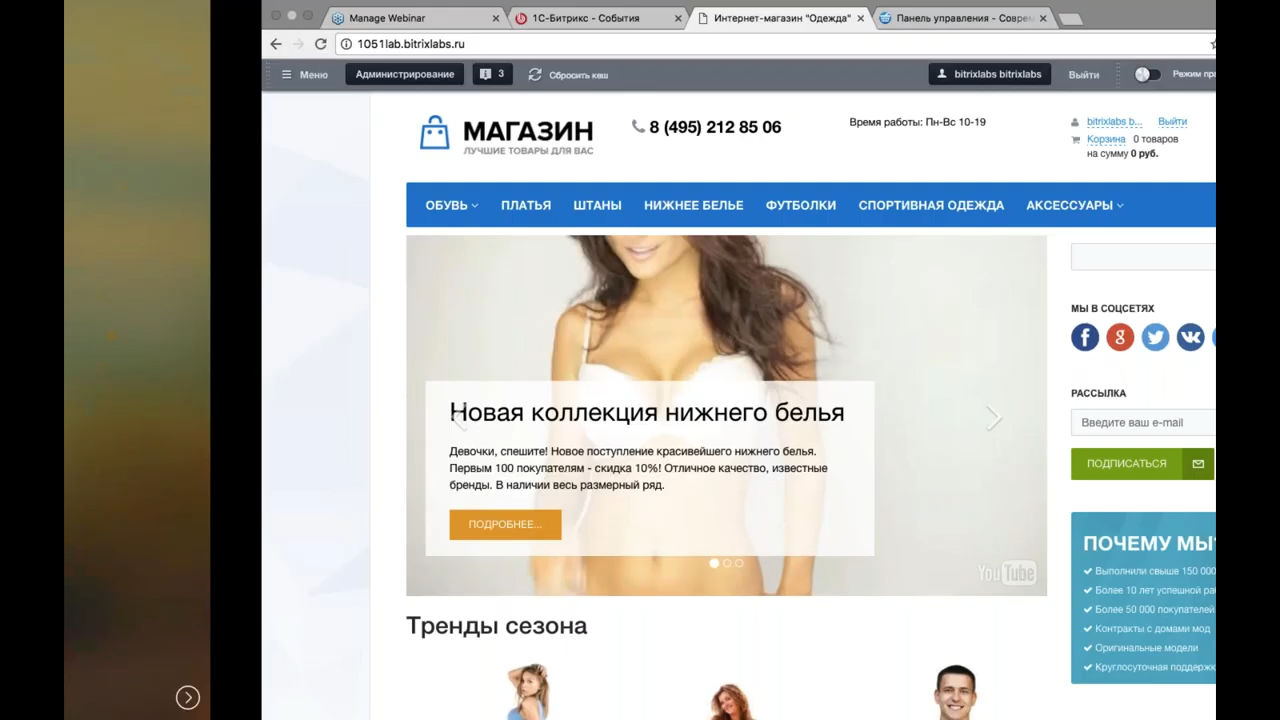 Manage Webinar
1С-Битрикс - События
Интернет-магазин "Одежда"
Панель управления - Соврем
1051lab.bitrixlabs.ru
Меню
Администрирование
3
Сбросить кеш
bitrixlabs bitrixlabs
Выйти
Режим пра
МАГАЗИН
ЛУЧШИЕ ТОВАРЫ ДЛЯ ВАС
8 (495) 212 85 06
Время работы: Пн-Вс 10-19
bitrixlabs b... Выйти
Корзина 0 товаров
на сумму 0 руб.
ОБУВЬ ПЛАТЬЯ ШТАНЫ НИЖНЕЕ БЕЛЬЕ ФУТБОЛКИ СПОРТИВНАЯ ОДЕЖДА АКСЕССУАРЫ
Новая коллекция нижнего белья
Девочки, спешите! Новое поступление красивейшего нижнего белья.
Первым 100 покупателям - скидка 10%! Отличное качество, известные
бренды. В наличии весь размерный ряд.
ПОДРОБНЕЕ...
YouTube
МЫ В СОЦСЕТЯХ
РАССЫЛКА
Введите ваш e-mail
ПОДПИСАТЬСЯ
ПОЧЕМУ МЫ
Выполнили свыше 150 000
Более 10 лет успешной ра
Более 50 000 покупателей
Контракты с домами мод
Оригинальные модели
Круглосуточная поддержк
Тренды сезона